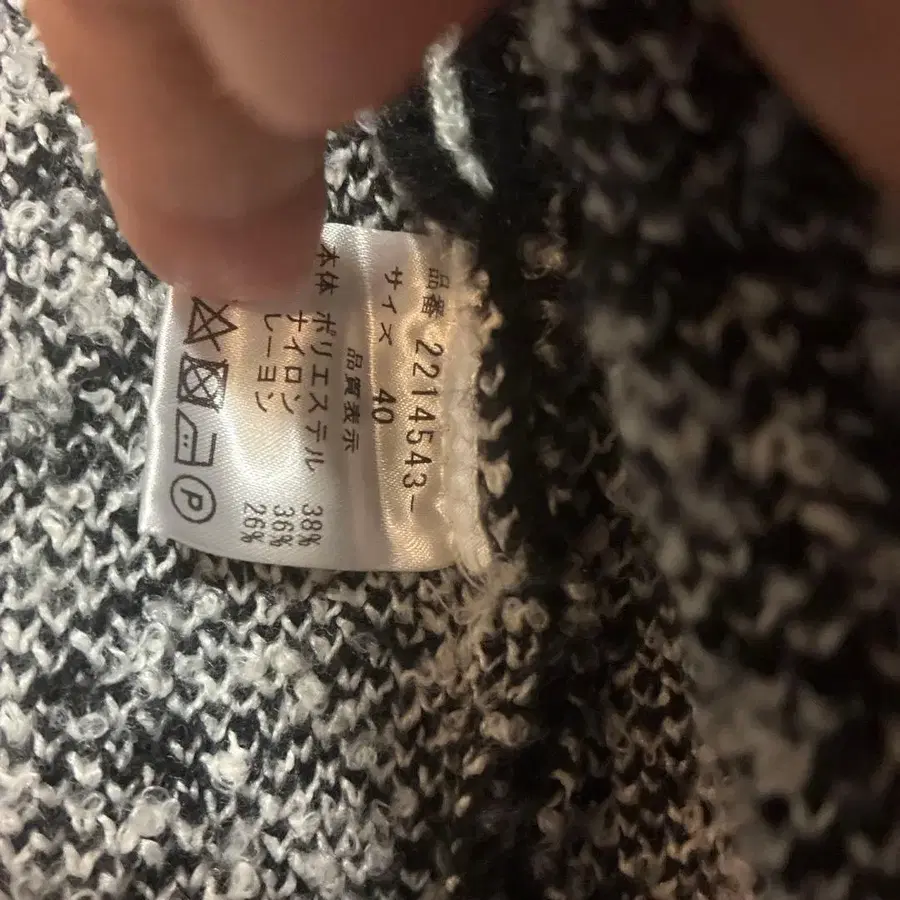 品番 2214543-
サイズ 40
品質表示
本体 ポリエステル 38%
ナイロン 36%
レーヨン 26%
P